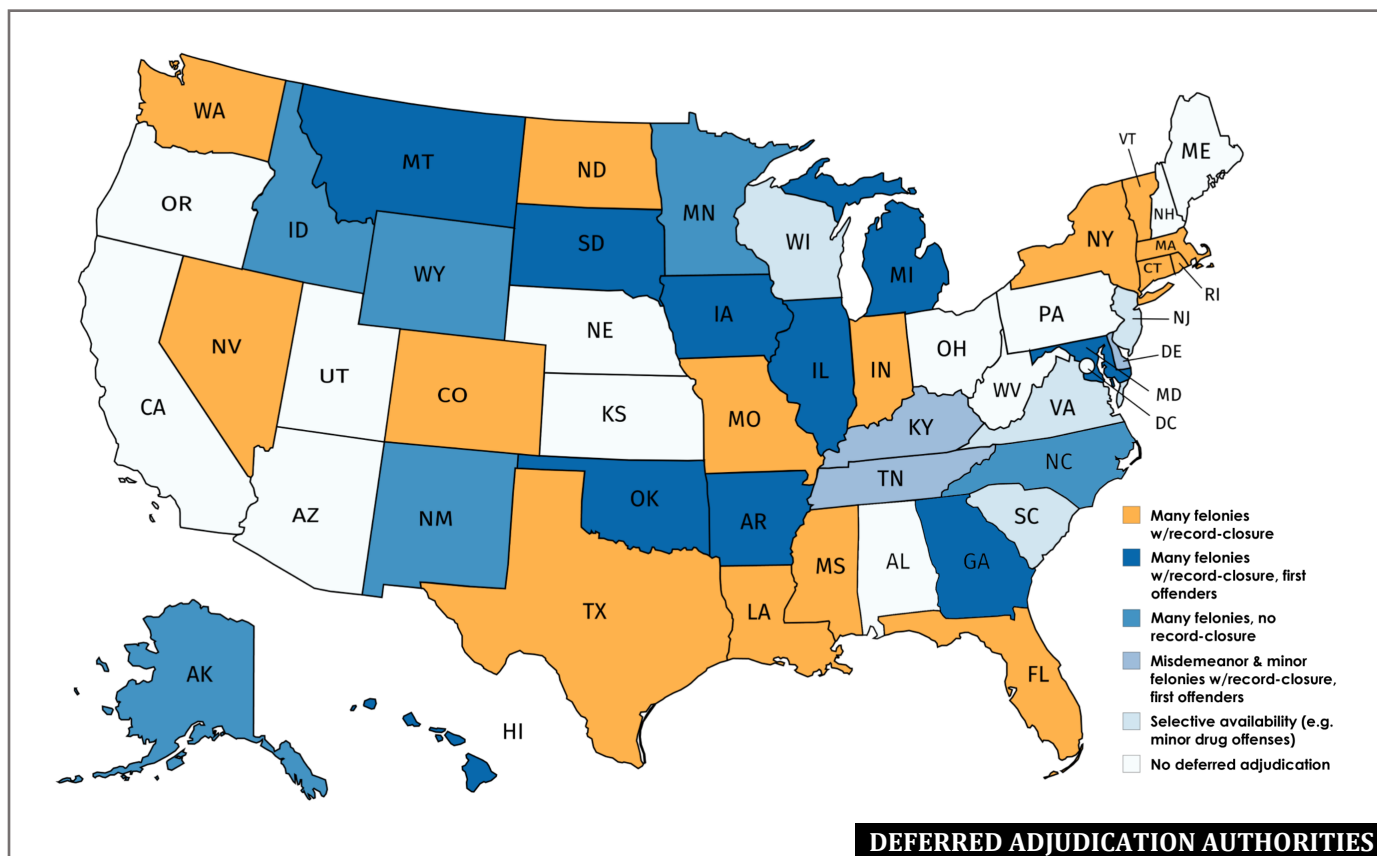 WA
MT
ND
MN
OR
ID
SD
WI
MI
VT
ME
NH
NY
MA
CT
RI
WY
NV
UT
CO
NE
IA
IL
IN
OH
PA
NJ
DE
MD
DC
CA
KS
MO
KY
WV
VA
AZ
NM
OK
AR
TN
NC
SC
TX
LA
MS
AL
GA
FL
AK
HI
Many felonies
w/record-closure
Many felonies
w/record-closure, first
offenders
Many felonies, no
record-closure
Misdemeanor & minor
felonies w/record-closure,
first offenders
Selective availability (e.g.
minor drug offenses)
No deferred adjudication
DEFERRED ADJUDICATION AUTHORITIES